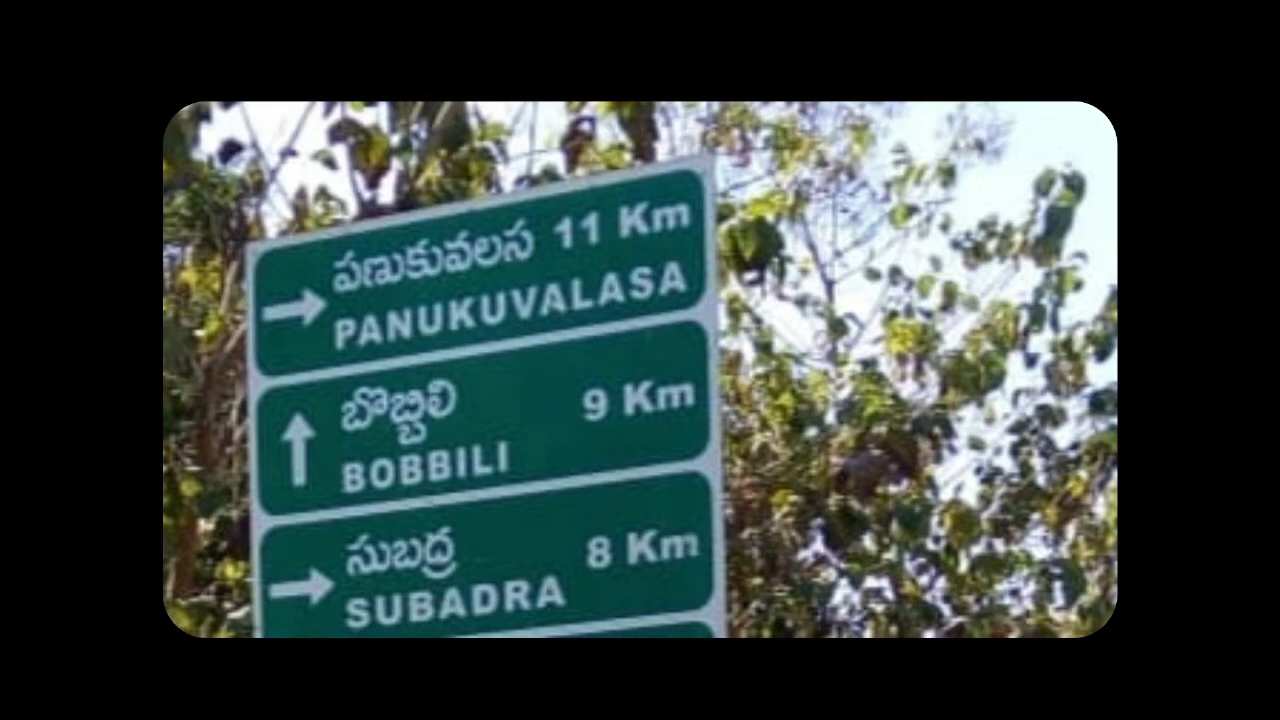 పణుకువలస 11 Km
PANUKUVALASA
బొబ్బిలి 9 Km
BOBBILI
సుబద్ర 8 Km
SUBADRA